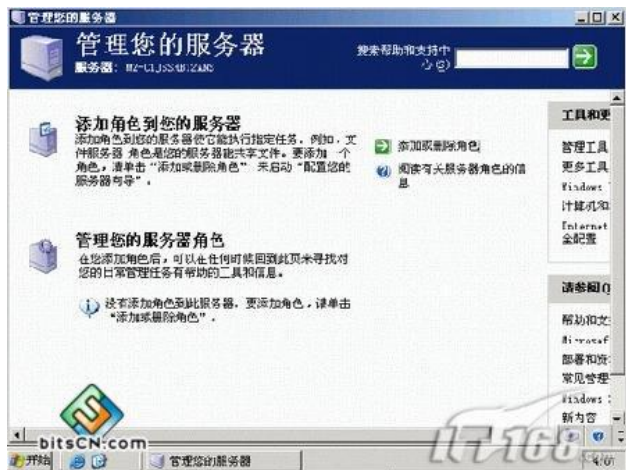 管理您的服务器
管理您的服务器
服务器:
搜索帮助和支持中
心(E)
添加角色到您的服务器
添加角色到您的服务器使它能执行指定任务。例如，文
件服务器 角色是您的服务器能共享文件。要添加一个
角色，请单击“添加或删除角色” 来启动“配置您的
服务器向导”。
添加或删除角色
阅读有关服务器角色的信
息
管理您的服务器角色
在您添加角色后，可以在任何时候回到此页来寻找对
您的日常管理任务有帮助的工具和信息。
没有添加角色到此服务器。要添加角色，请单击
“添加或删除角色”。
工具和更
管理工具
更多工具
Windows
计算机和
Internet
全配置
请参阅
帮助和支
Microsof
部署和资
常见管理
Windows
新内容
bitsCN.com
IT168.com
开始
管理您的服务器